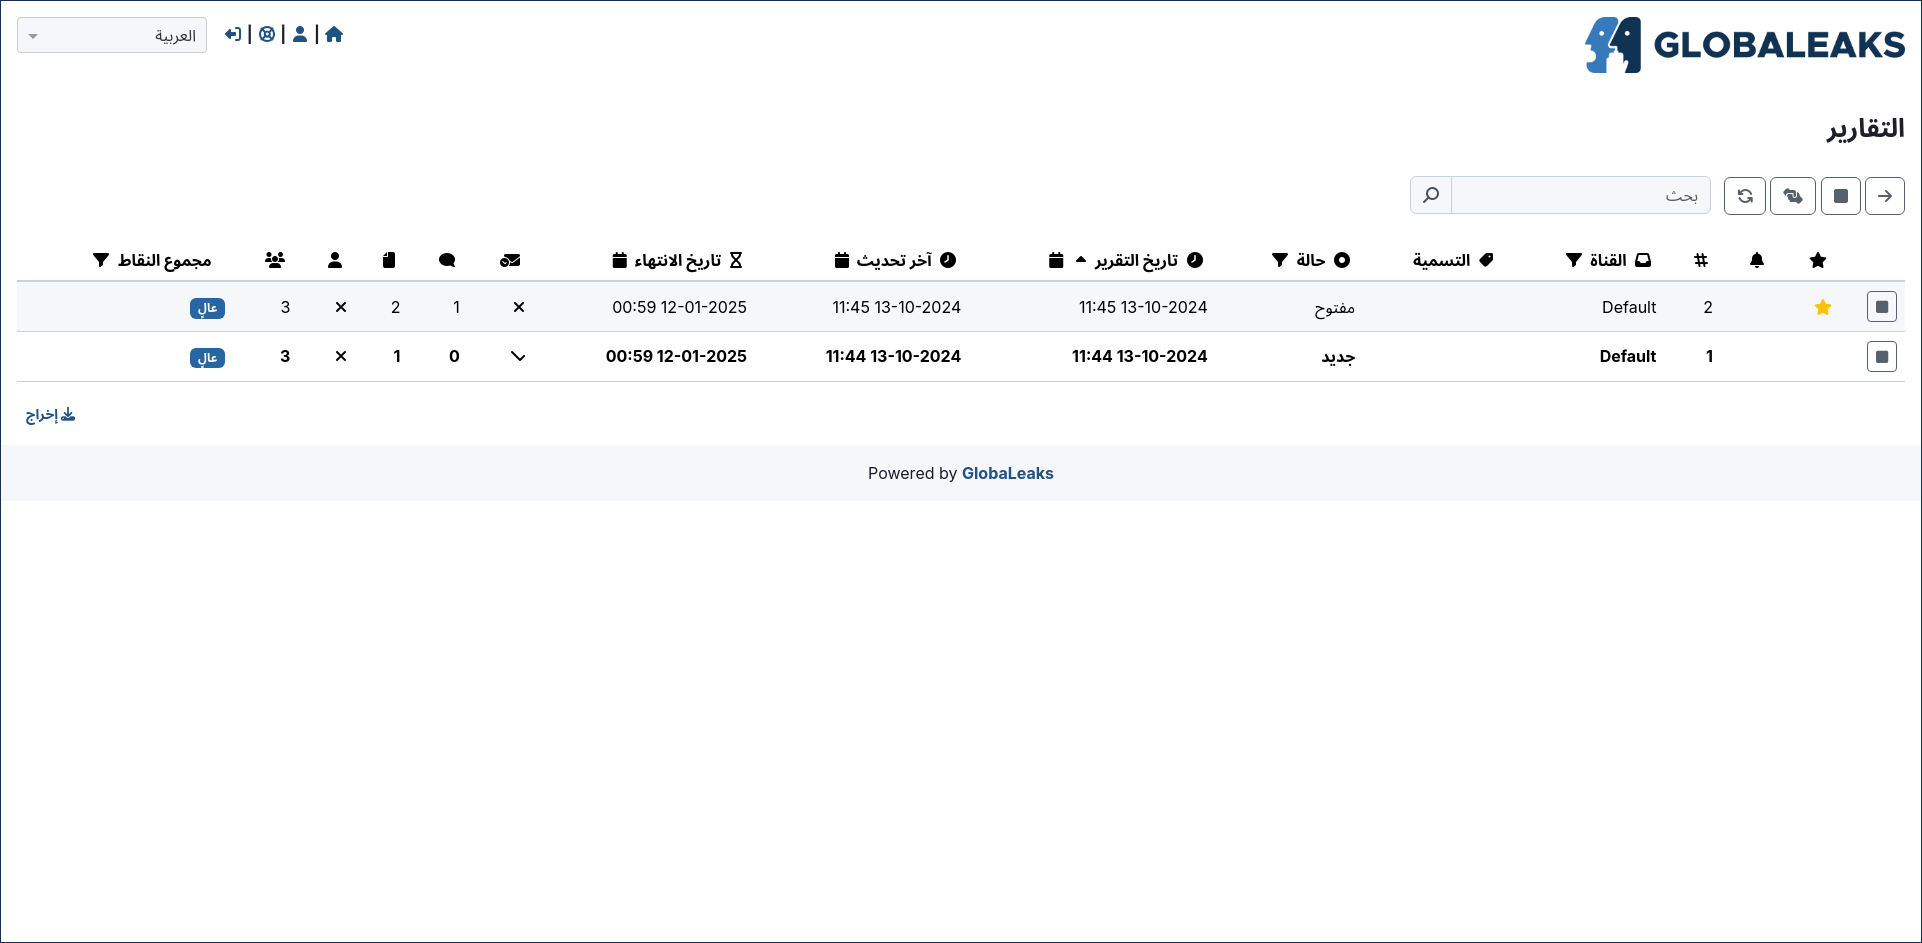 GLOBALEAKS
العربية
التقارير
بحث
القناة التسمية حالة تاريخ التقرير آخر تحديث تاريخ الانتهاء مجموع النقاط
2 Default مفتوح 13-10-2024 11:45 13-10-2024 11:45 12-01-2025 00:59 1 2 3 عالٍ
1 Default جديد 13-10-2024 11:44 13-10-2024 11:44 12-01-2025 00:59 0 1 3 عالٍ
إخراج
Powered by GlobaLeaks